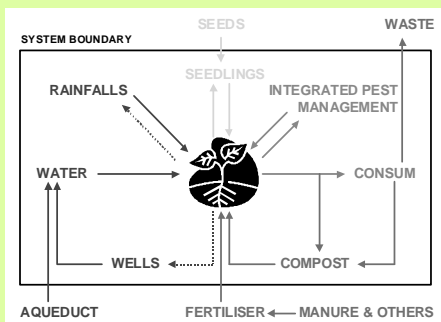 SEEDS
WASTE
SYSTEM BOUNDARY
SEEDLINGS
RAINFALLS
INTEGRATED PEST
MANAGEMENT
WATER
CONSUM
WELLS
COMPOST
AQUEDUCT
FERTILISER
MANURE & OTHERS